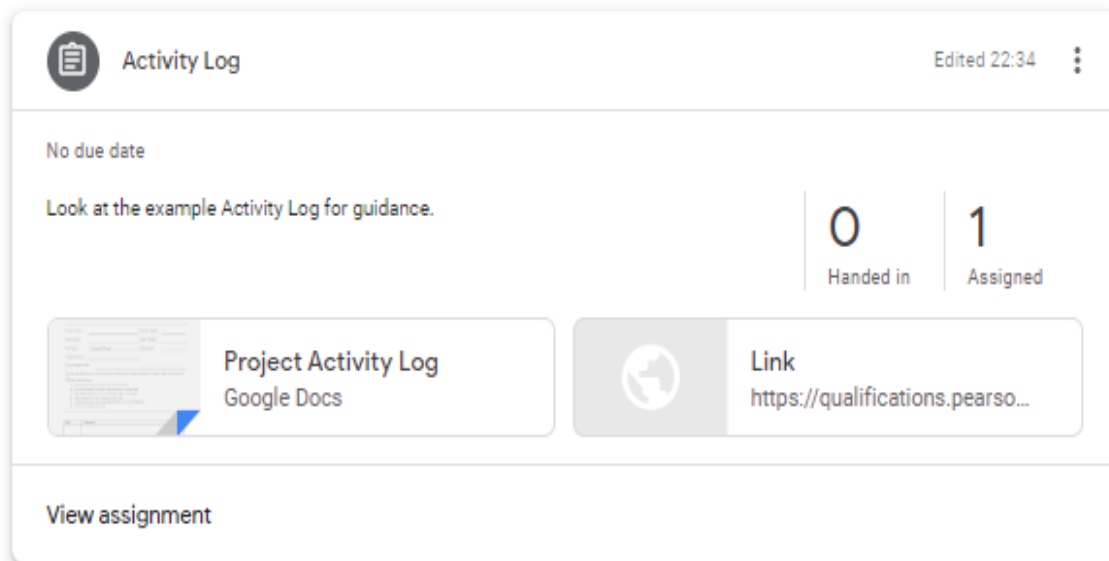 Activity Log
Edited 22:34
No due date
Look at the example Activity Log for guidance.
0
Handed in
1
Assigned
Project Activity Log
Google Docs
Link
https://qualifications.pearso...
View assignment